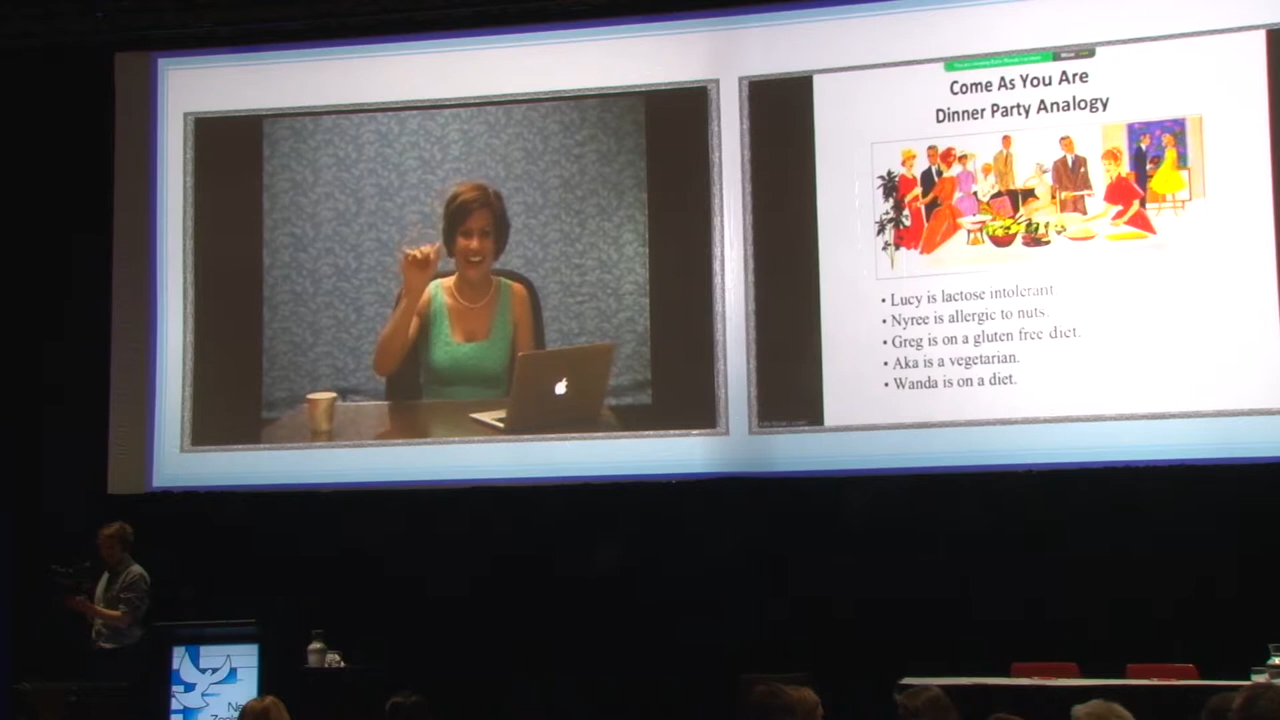 Come As You Are
Dinner Party Analogy
• Lucy is lactose intolerant
• Nyree is allergic to nuts.
• Greg is on a gluten free diet.
• Aka is a vegetarian.
• Wanda is on a diet.